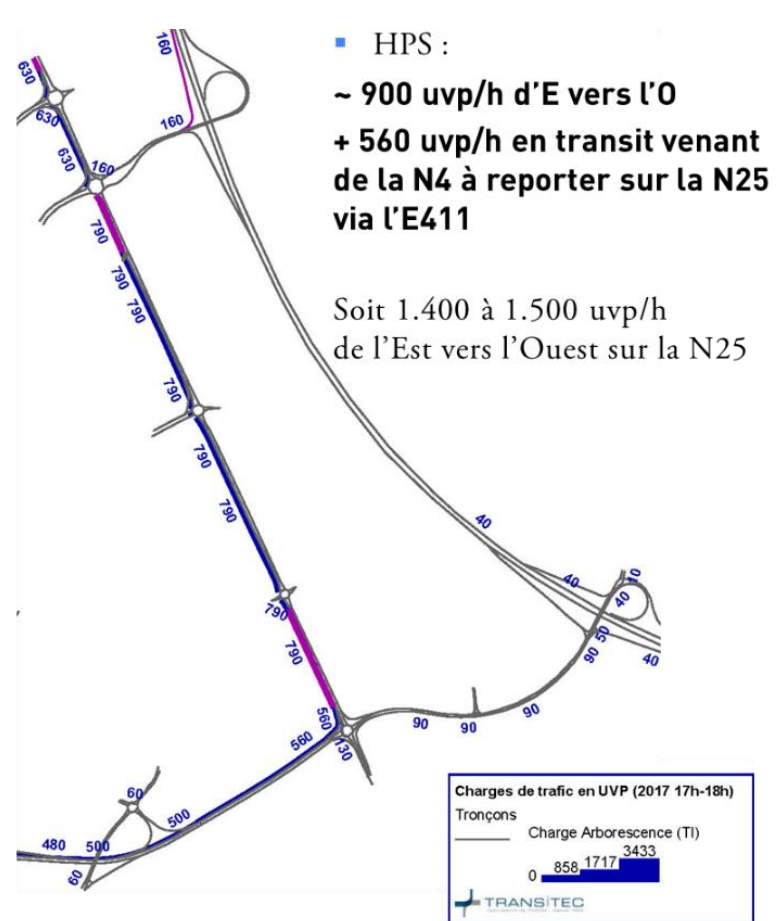 HPS :
~ 900 uvp/h d'E vers l'O
+ 560 uvp/h en transit venant
de la N4 à reporter sur la N25
via l'E411
Soit 1.400 à 1.500 uvp/h
de l'Est vers l'Ouest sur la N25
160
630
630
160
630
160
790
790
790
790
790
790
40
40
10
40
790
50
790
90
40
560
90
560
130
90
90
60
500
480
500
60
Charges de trafic en UVP (2017 17h-18h)
Tronçons
Charge Arborescence (TI)
0 858 1717 3433
TRANSITEC